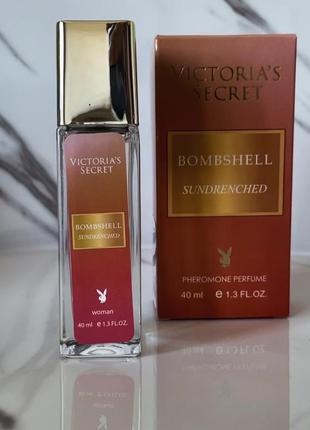 VICTORIA'S
SECRET
BOMBSHELL
SUNDRENCHED
woman
40 ml e 1.3 FL.OZ.
VICTORIA'S
SECRET
BOMBSHELL
SUNDRENCHED
PHEROMONE PERFUME
40 ml e 1.3 FL.OZ.